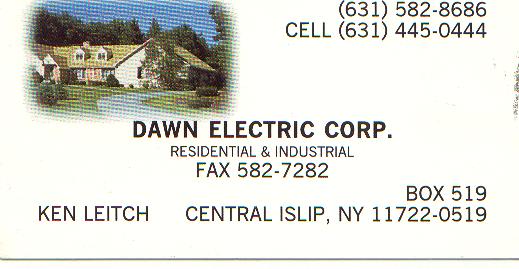 (631) 582-8686
CELL (631) 445-0444
DAWN ELECTRIC CORP.
RESIDENTIAL & INDUSTRIAL
FAX 582-7282
BOX 519
KEN LEITCH CENTRAL ISLIP, NY 11722-0519